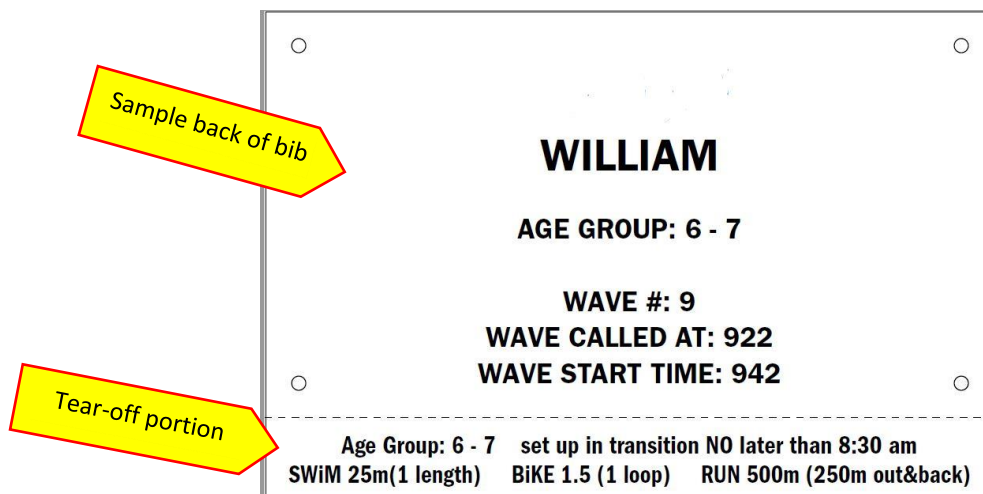 Sample back of bib
WILLIAM
AGE GROUP: 6 - 7
WAVE #: 9
WAVE CALLED AT: 922
WAVE START TIME: 942
Tear-off portion
Age Group: 6 - 7 set up in transition NO later than 8:30 am
SWiM 25m(1 length) BiKE 1.5 (1 loop) RUN 500m (250m out&back)